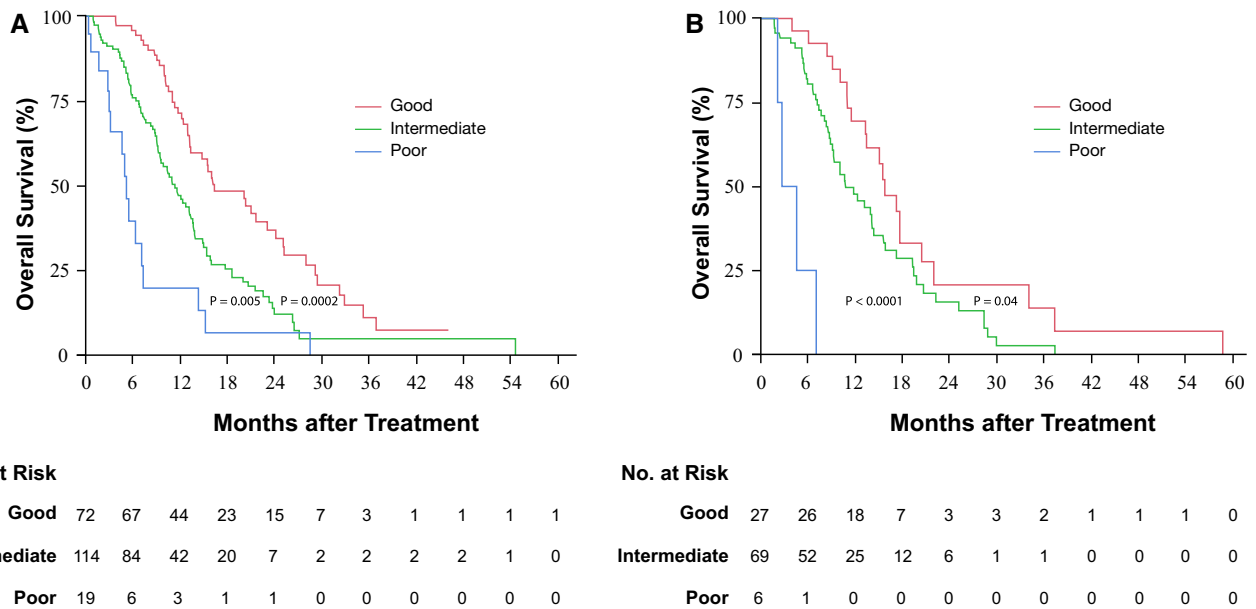 A
Overall Survival (%)
100
75
50
25
0
Good
Intermediate
Poor
P = 0.005
P = 0.0002
0 6 12 18 24 30 36 42 48 54 60
Months after Treatment
t Risk
Good 72 67 44 23 15 7 3 1 1 1 1
nediate 114 84 42 20 7 2 2 2 2 1 0
Poor 19 6 3 1 1 0 0 0 0 0 0
B
Overall Survival (%)
100
75
50
25
0
Good
Intermediate
Poor
P < 0.0001
P = 0.04
0 6 12 18 24 30 36 42 48 54 60
Months after Treatment
No. at Risk
Good 27 26 18 7 3 3 2 1 1 1 0
Intermediate 69 52 25 12 6 1 1 0 0 0 0
Poor 6 1 0 0 0 0 0 0 0 0 0